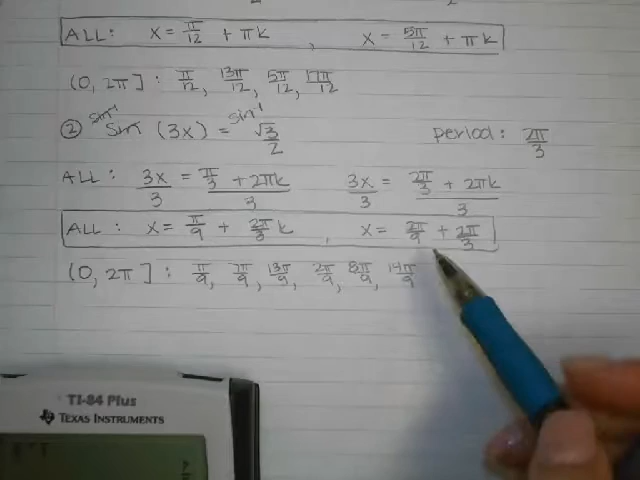 ALL: x = π/12 + πk , x = 5π/12 + πk
(0, 2π] : π/12, 13π/12, 5π/12, 17π/12
② sin⁻¹ sin (3x) = sin⁻¹ √3/2 period: 2π/3
ALL: 3x/3 = π/3 + 2πk/3 3x/3 = 2π/3 + 2πk/3
ALL: x = π/9 + 2π/3 k , x = 2π/9 + 2π/3
(0, 2π] : π/9, 7π/9, 13π/9, 2π/9, 8π/9, 14π/9
TI-84 Plus
TEXAS INSTRUMENTS